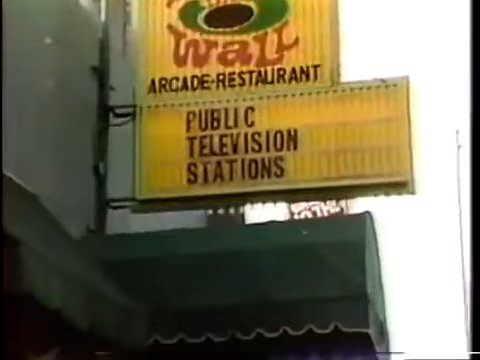 Wall
ARCADE·RESTAURANT
PUBLIC
TELEVISION
STATIONS